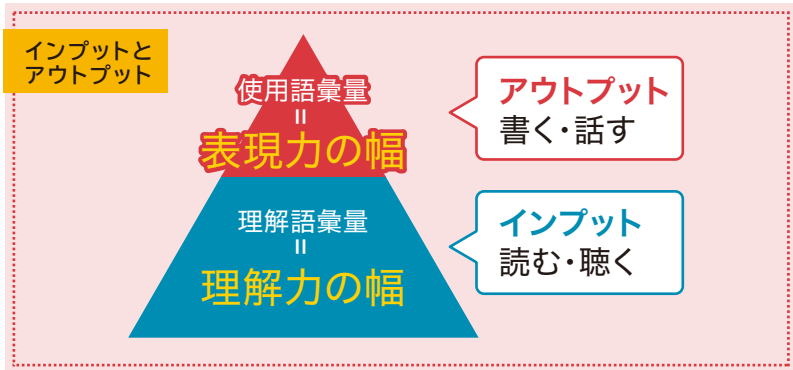 インプットと
アウトプット
使用語彙量
=
表現力の幅
アウトプット
書く・話す
理解語彙量
=
理解力の幅
インプット
読む・聴く